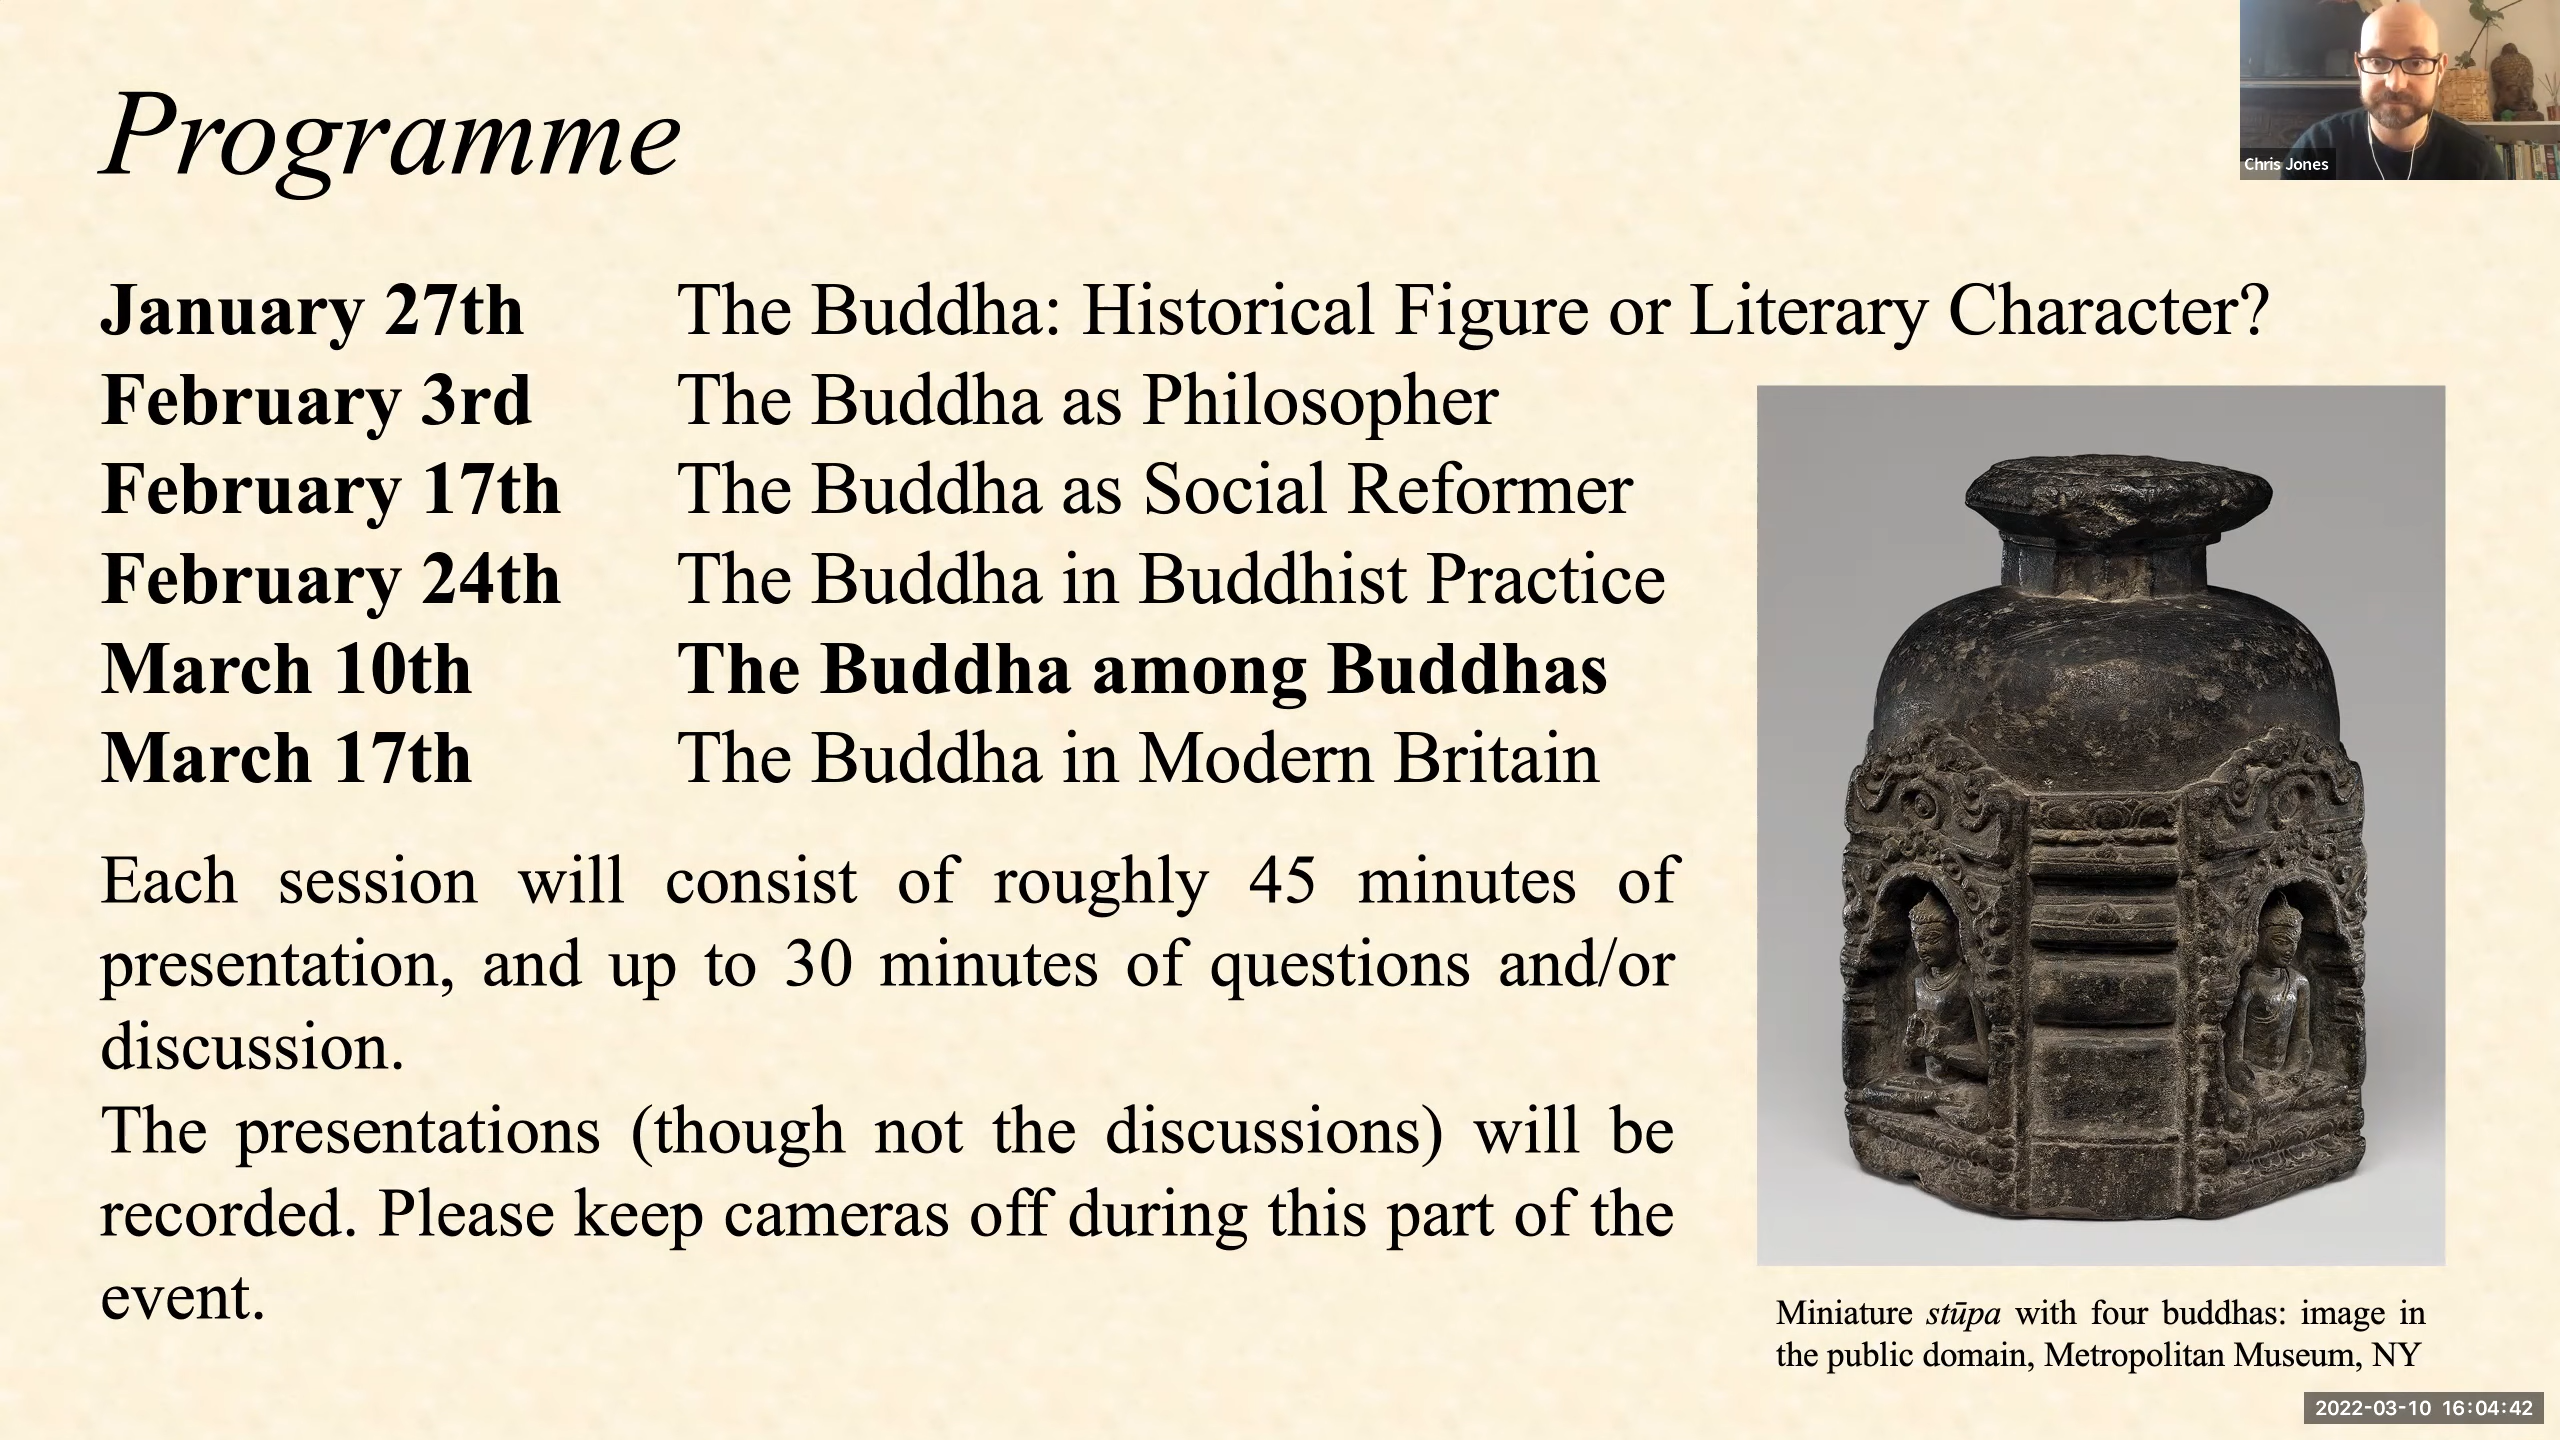 Programme
Chris Jones
January 27th The Buddha: Historical Figure or Literary Character?
February 3rd The Buddha as Philosopher
February 17th The Buddha as Social Reformer
February 24th The Buddha in Buddhist Practice
March 10th The Buddha among Buddhas
March 17th The Buddha in Modern Britain
Each session will consist of roughly 45 minutes of
presentation, and up to 30 minutes of questions and/or
discussion.
The presentations (though not the discussions) will be
recorded. Please keep cameras off during this part of the
event.
Miniature stūpa with four buddhas: image in
the public domain, Metropolitan Museum, NY
2022-03-10 16:04:42